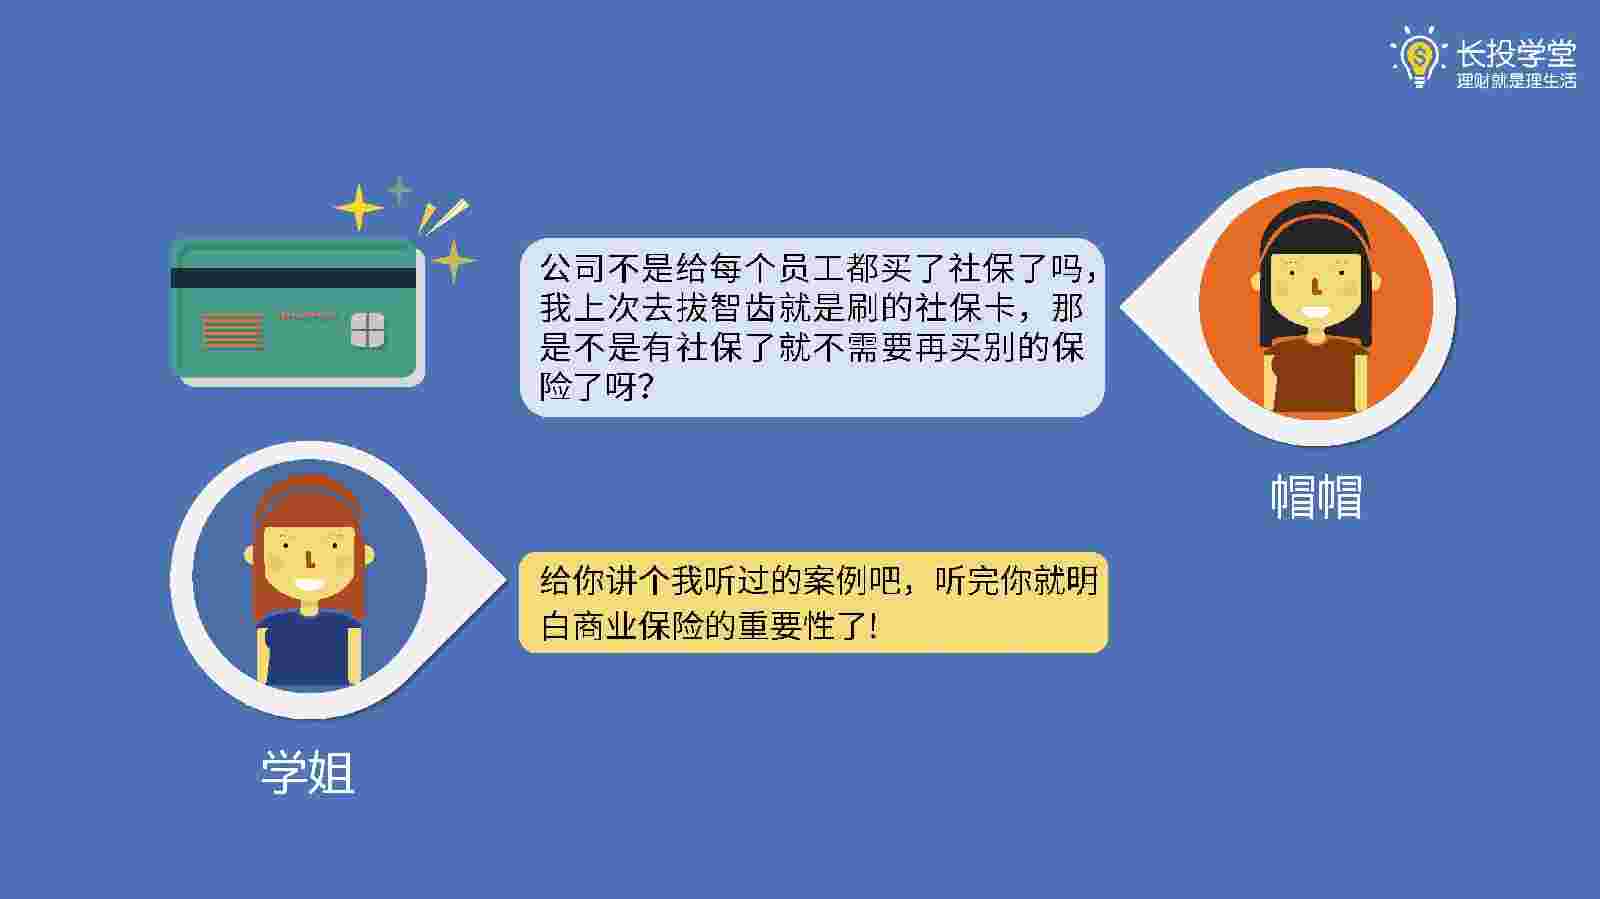 长投学堂
理财就是理生活
公司不是给每个员工都买了社保了吗，
我上次去拔智齿就是刷的社保卡，那
是不是有社保了就不需要再买别的保
险了呀？
帽帽
给你讲个我听过的案例吧，听完你就明
白商业保险的重要性了!
学姐